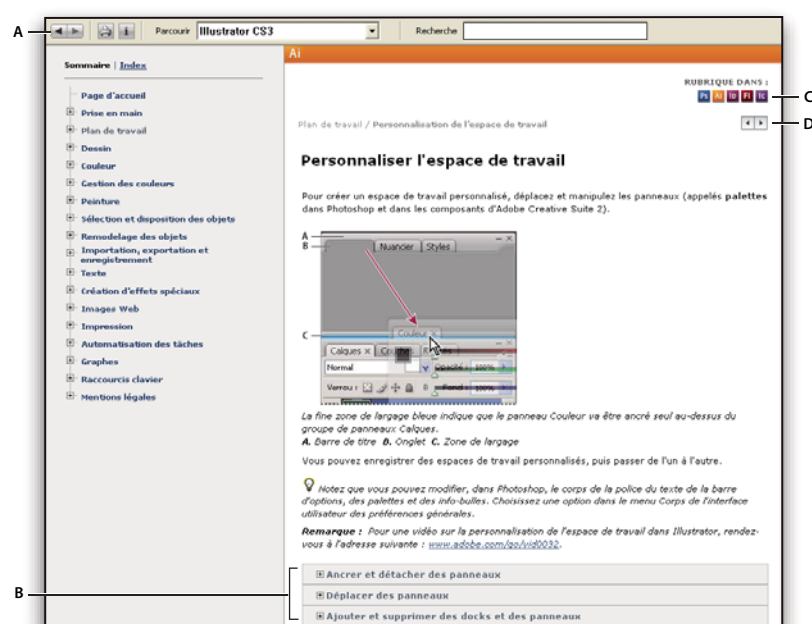 A
Parcourir Illustrator CS3 Recherche
Ai
Sommaire | Index
Page d'accueil
Prise en main
Plan de travail
Dessin
Couleur
Gestion des couleurs
Peinture
Sélection et disposition des objets
Remodelage des objets
Importation, exportation et
enregistrement
Texte
Création d'effets spéciaux
Images Web
Impression
Automatisation des tâches
Graphes
Raccourcis clavier
Mentions légales
RUBRIQUE DANS :
Ps Ai ID Fl TC
C
D
Plan de travail / Personnalisation de l'espace de travail
Personnaliser l'espace de travail
Pour créer un espace de travail personnalisé, déplacez et manipulez les panneaux (appelés palettes
dans Photoshop et dans les composants d'Adobe Creative Suite 2).
A
B
Nuancier Styles
C
Couleur ×
Calques ×
Normal Opacité : 100%
Verrou : Fond : 100%
La fine zone de largage bleue indique que le panneau Couleur va être ancré seul au-dessus du
groupe de panneaux Calques.
A. Barre de titre B. Onglet C. Zone de largage
Vous pouvez enregistrer des espaces de travail personnalisés, puis passer de l'un à l'autre.
Notez que vous pouvez modifier, dans Photoshop, le corps de la police du texte de la barre
d'options, des palettes et des info-bulles. Choisissez une option dans le menu Corps de l'interface
utilisateur des préférences générales.
Remarque : Pour une vidéo sur la personnalisation de l'espace de travail dans Illustrator, rendez-
vous à l'adresse suivante : www.adobe.com/go/vid0032.
B
Ancrer et détacher des panneaux
Déplacer des panneaux
Ajouter et supprimer des docks et des panneaux